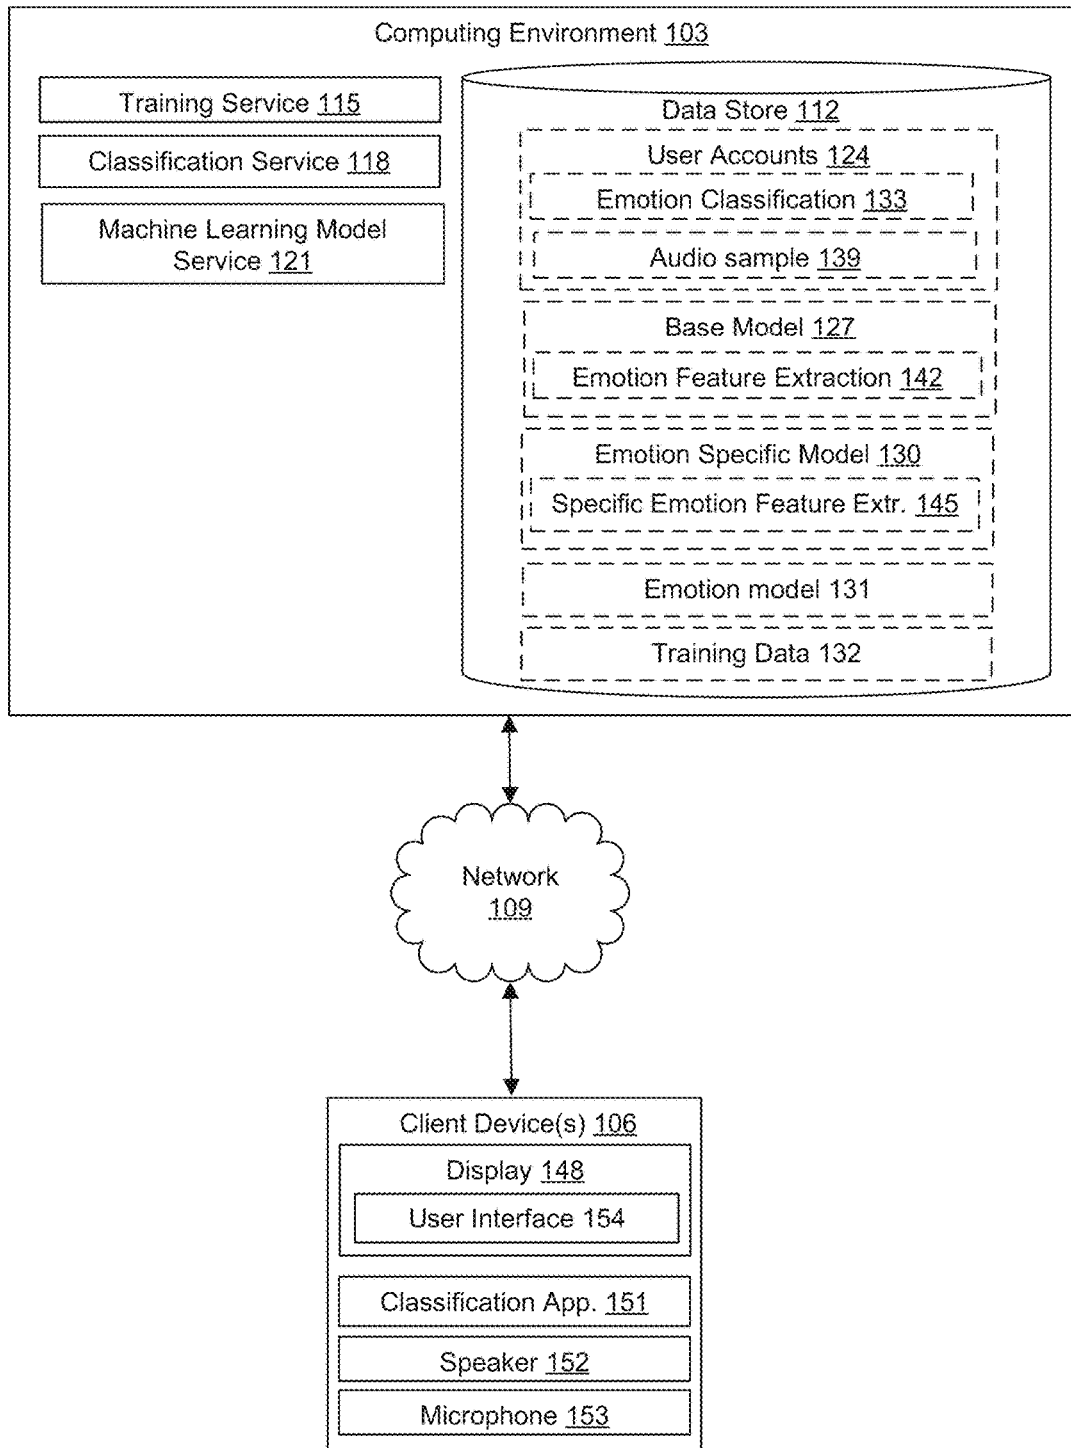 Computing Environment 103
Training Service 115
Classification Service 118
Machine Learning Model
Service 121
Data Store 112
User Accounts 124
Emotion Classification 133
Audio sample 139
Base Model 127
Emotion Feature Extraction 142
Emotion Specific Model 130
Specific Emotion Feature Extr. 145
Emotion model 131
Training Data 132
Network
109
Client Device(s) 106
Display 148
User Interface 154
Classification App. 151
Speaker 152
Microphone 153